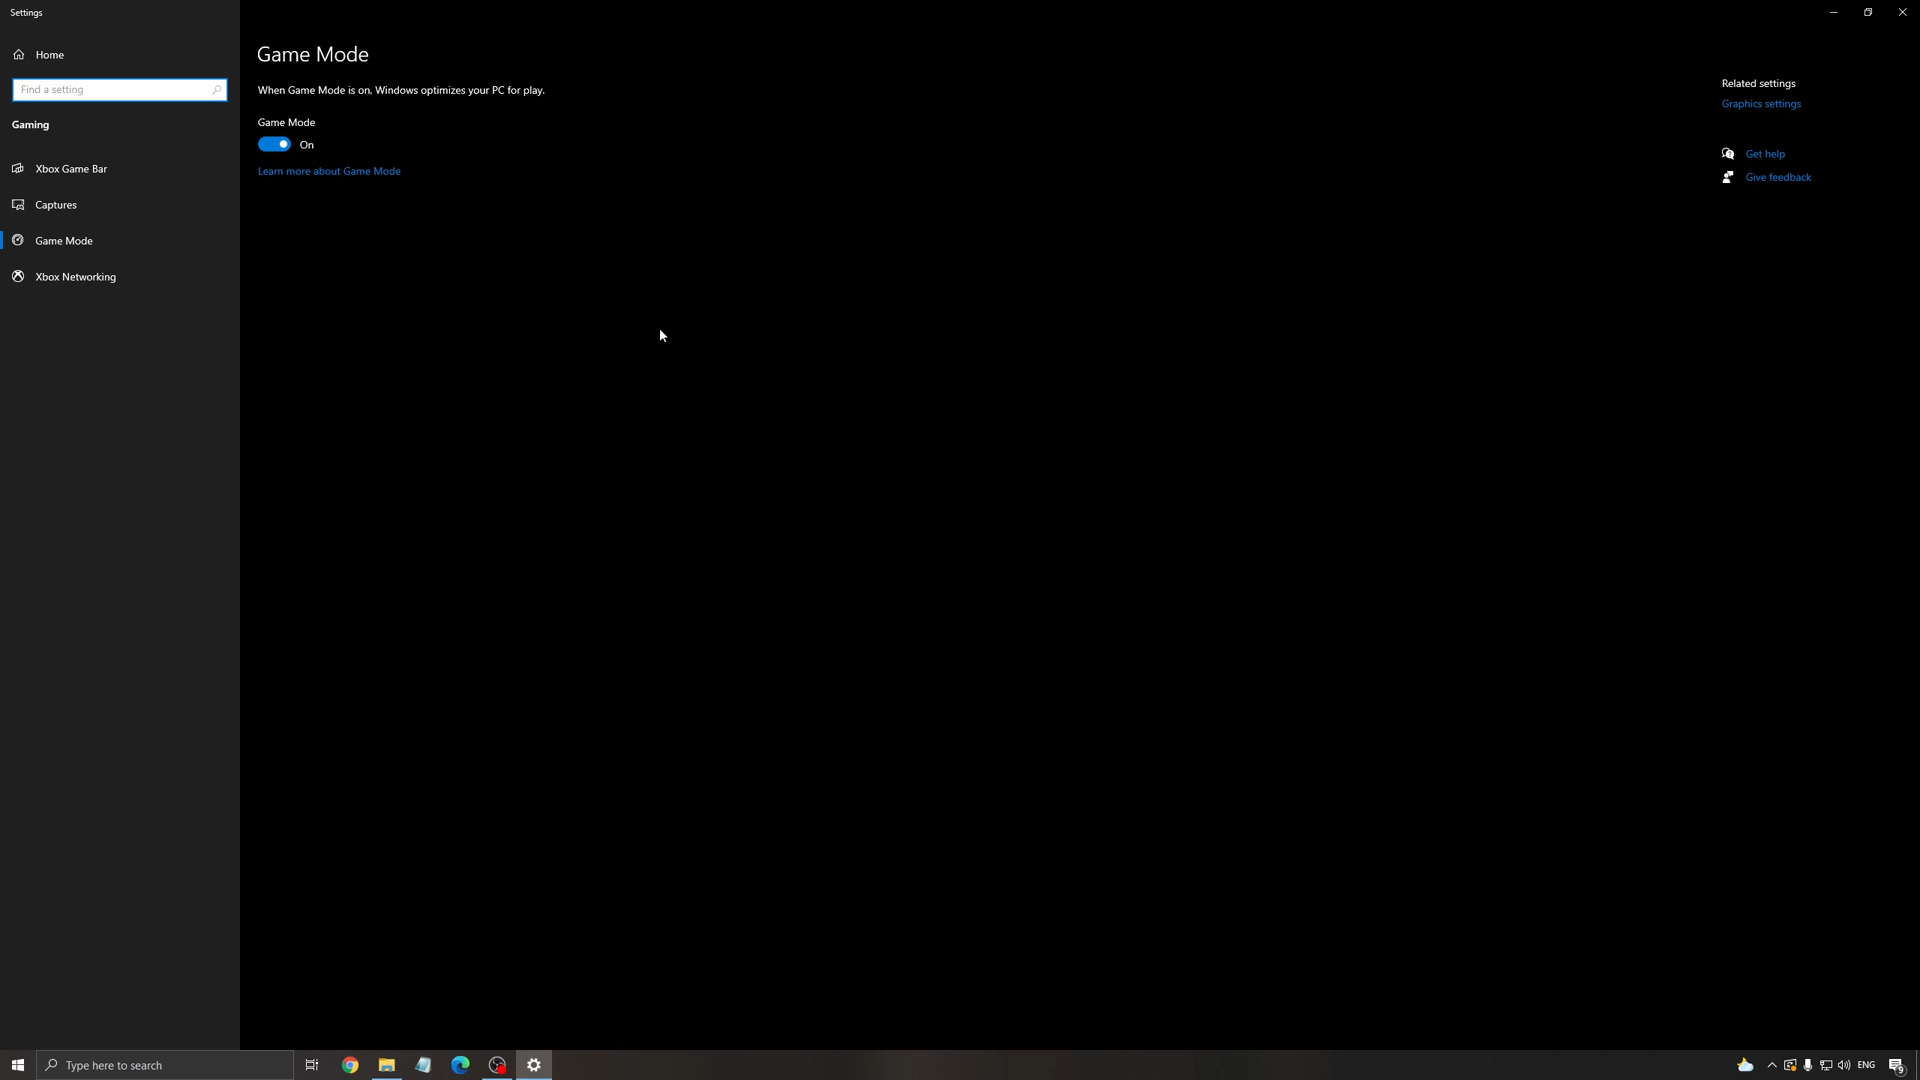 Settings
Home
Find a setting
Gaming
Xbox Game Bar
Captures
Game Mode
Xbox Networking
Game Mode
When Game Mode is on, Windows optimizes your PC for play.
Game Mode
On
Learn more about Game Mode
Related settings
Graphics settings
Get help
Give feedback
Type here to search
ENG
9